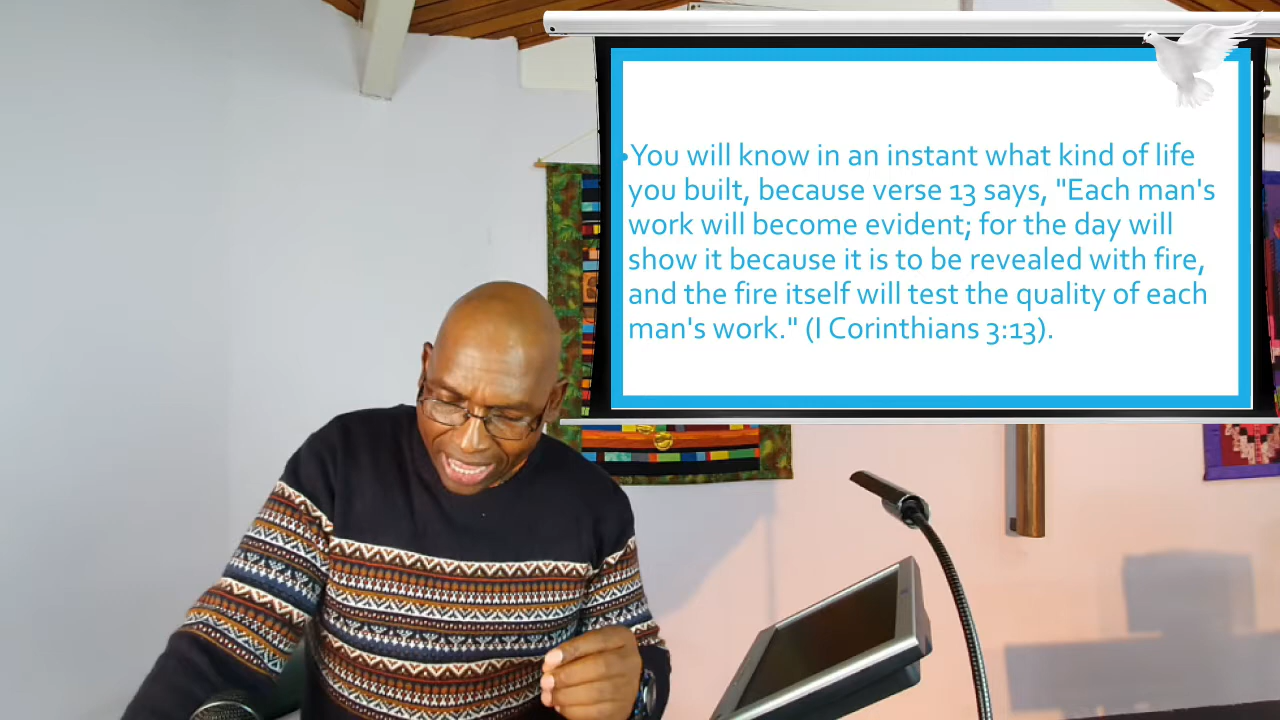 •You will know in an instant what kind of life
you built, because verse 13 says, "Each man's
work will become evident; for the day will
show it because it is to be revealed with fire,
and the fire itself will test the quality of each
man's work." (I Corinthians 3:13).